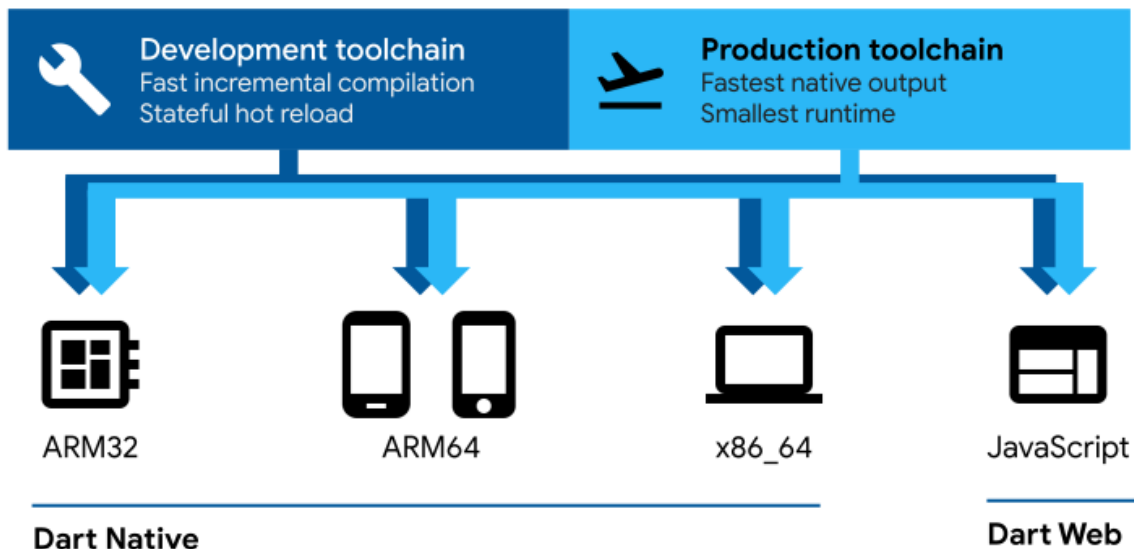 Development toolchain
Fast incremental compilation
Stateful hot reload
Production toolchain
Fastest native output
Smallest runtime
ARM32
ARM64
x86_64
JavaScript
Dart Native
Dart Web